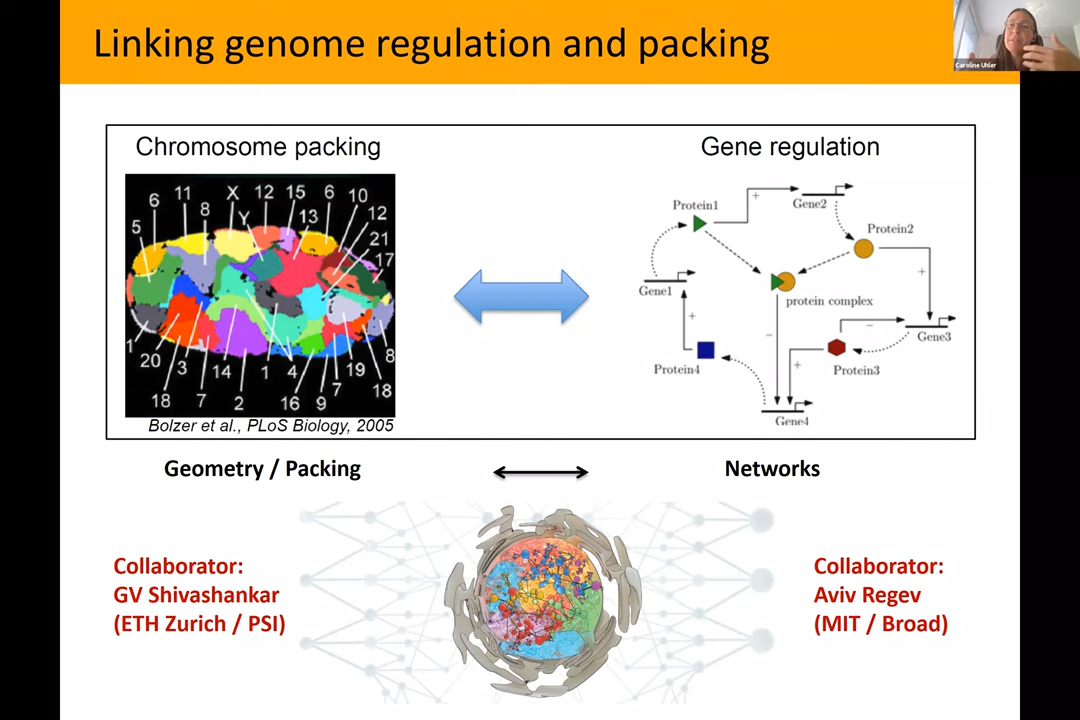 Linking genome regulation and packing
Caroline Uhler
Chromosome packing
Gene regulation
5
6
11
8
X
Y
12
15
13
6
10
12
21
17
1
20
18
3
7
14
2
1
4
16
9
7
19
18
8
Bolzer et al., PLoS Biology, 2005
Protein1
+
Gene2
Protein2
+
Gene1
protein complex
+
−
−
Gene3
Protein4
+
Protein3
Gene4
Geometry / Packing
Networks
Collaborator:
GV Shivashankar
(ETH Zurich / PSI)
Collaborator:
Aviv Regev
(MIT / Broad)